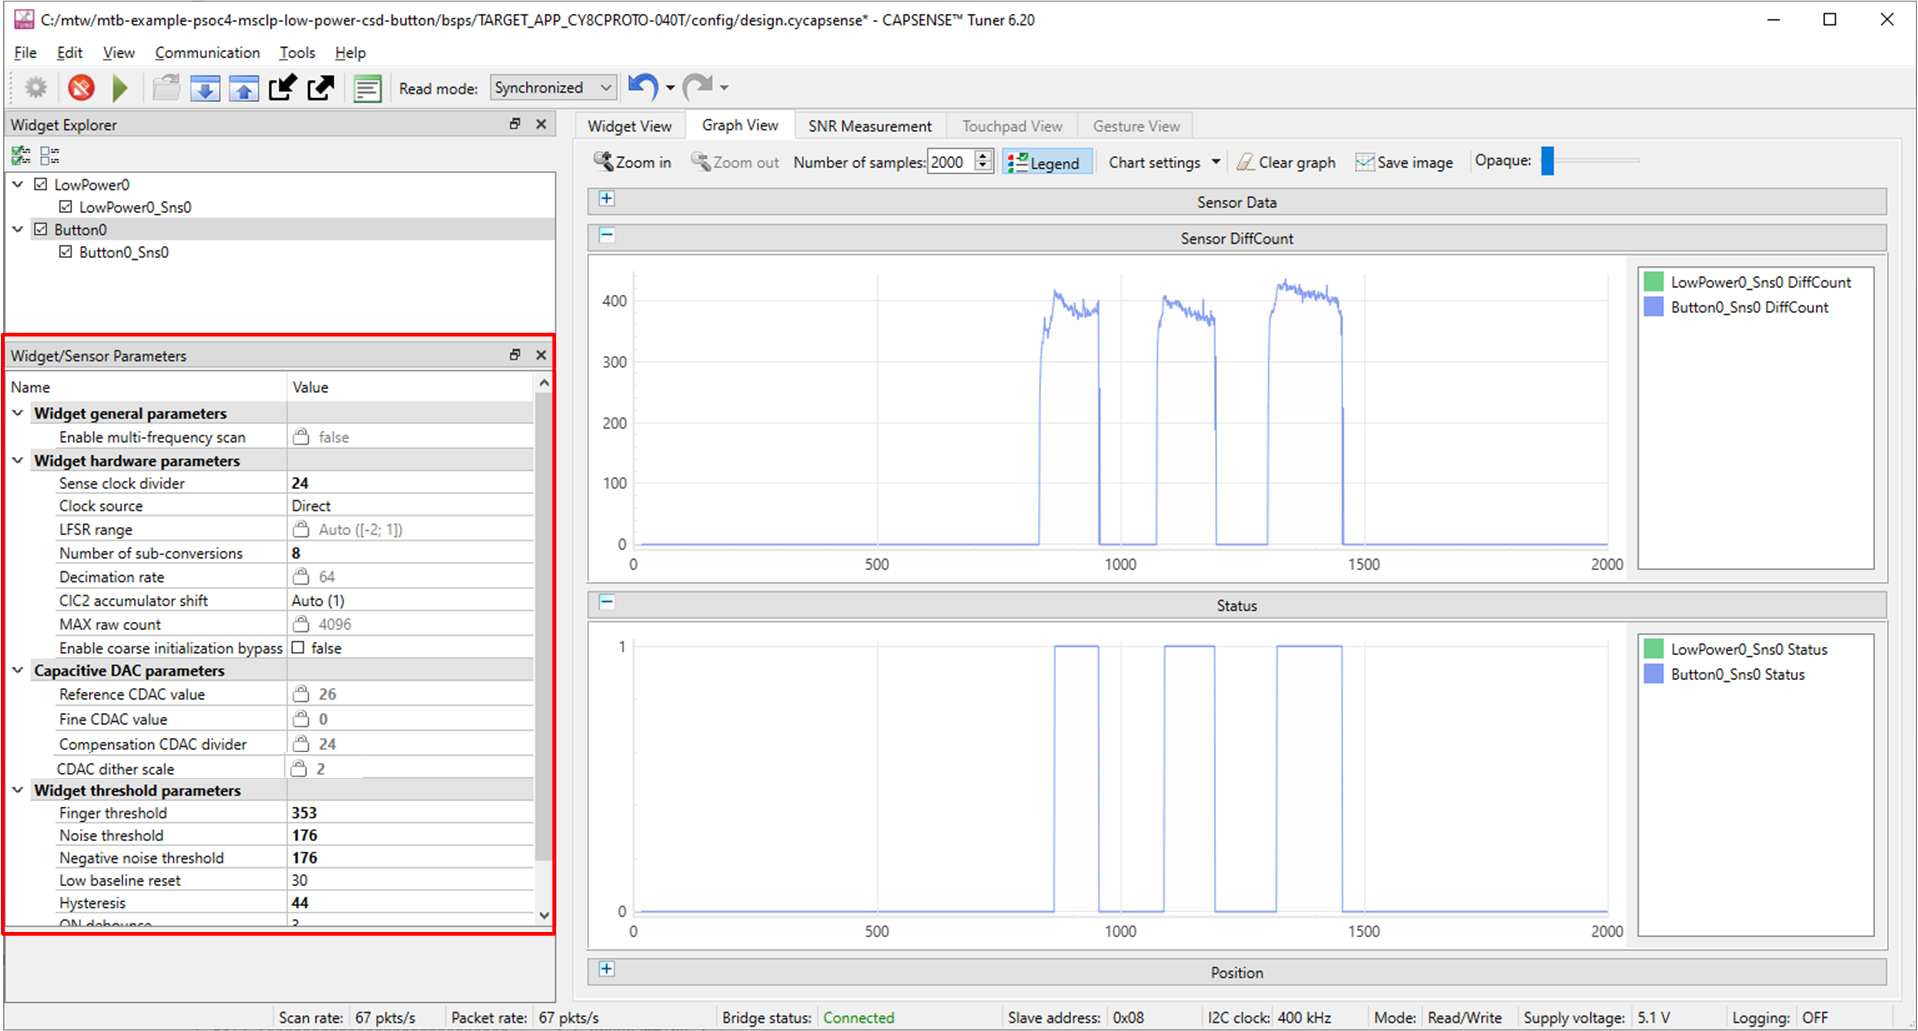 C:/mtw/mtb-example-psoc4-msclp-low-power-csd-button/bsps/TARGET_APP_CY8CPROTO-040T/config/design.cycapsense* - CAPSENSE™ Tuner 6.20
File Edit View Communication Tools Help
Read mode: Synchronized
Widget Explorer
LowPower0
LowPower0_Sns0
Button0
Button0_Sns0
Widget/Sensor Parameters
Name Value
Widget general parameters
Enable multi-frequency scan false
Widget hardware parameters
Sense clock divider 24
Clock source Direct
LFSR range Auto ([-2; 1])
Number of sub-conversions 8
Decimation rate 64
CIC2 accumulator shift Auto (1)
MAX raw count 4096
Enable coarse initialization bypass false
Capacitive DAC parameters
Reference CDAC value 26
Fine CDAC value 0
Compensation CDAC divider 24
CDAC dither scale 2
Widget threshold parameters
Finger threshold 353
Noise threshold 176
Negative noise threshold 176
Low baseline reset 30
Hysteresis 44
ON debounce 3
Widget View Graph View SNR Measurement Touchpad View Gesture View
Zoom in Zoom out Number of samples: 2000 Legend Chart settings Clear graph Save image Opaque:
Sensor Data
Sensor DiffCount
400
300
200
100
0
0 500 1000 1500 2000
LowPower0_Sns0 DiffCount
Button0_Sns0 DiffCount
Status
1
0
0 500 1000 1500 2000
LowPower0_Sns0 Status
Button0_Sns0 Status
Position
Scan rate: 67 pkts/s Packet rate: 67 pkts/s Bridge status: Connected Slave address: 0x08 I2C clock: 400 kHz Mode: Read/Write Supply voltage: 5.1 V Logging: OFF